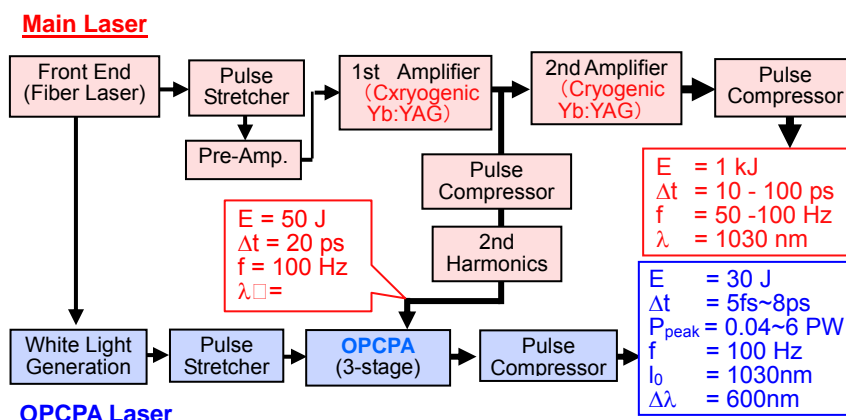 Main Laser
Front End
(Fiber Laser)
Pulse
Stretcher
Pre-Amp.
1st Amplifier
(Cxryogenic
Yb:YAG)
2nd Amplifier
(Cryogenic
Yb:YAG)
Pulse
Compressor
Pulse
Compressor
2nd
Harmonics
E = 1 kJ
Δt = 10 - 100 ps
f = 50 -100 Hz
λ = 1030 nm
E = 50 J
Δt = 20 ps
f = 100 Hz
λ□=
White Light
Generation
Pulse
Stretcher
OPCPA
(3-stage)
Pulse
Compressor
E = 30 J
Δt = 5fs~8ps
Ppeak = 0.04~6 PW
f = 100 Hz
I0 = 1030nm
Δλ = 600nm
OPCPA Laser